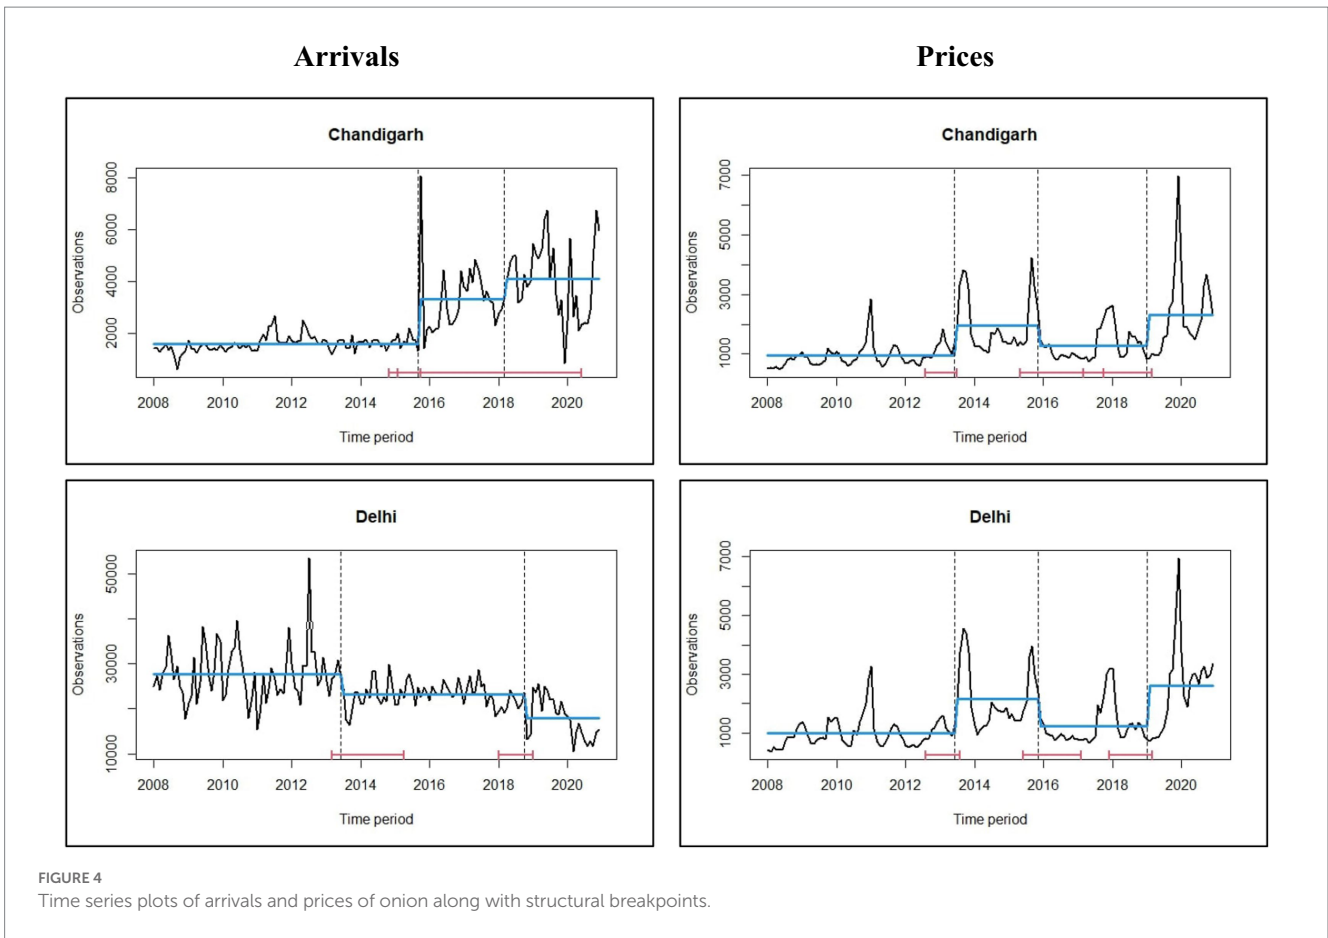 Arrivals
Prices
Chandigarh
Observations
2000
4000
6000
8000
2008 2010 2012 2014 2016 2018 2020
Time period
Chandigarh
Observations
1000
3000
5000
7000
2008 2010 2012 2014 2016 2018 2020
Time period
Delhi
Observations
10000
30000
50000
2008 2010 2012 2014 2016 2018 2020
Time period
Delhi
Observations
1000
3000
5000
7000
2008 2010 2012 2014 2016 2018 2020
Time period
FIGURE 4
Time series plots of arrivals and prices of onion along with structural breakpoints.